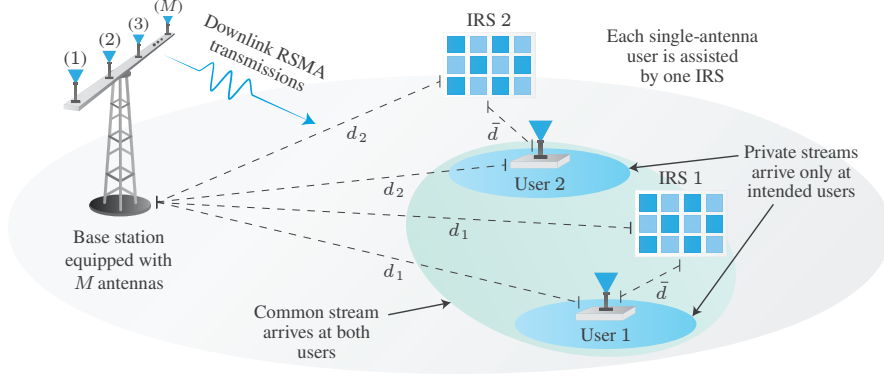 (1)
(2)
(3)
(M)
Downlink RSMA
transmissions
IRS 2
Each single-antenna
user is assisted
by one IRS
d̄
d₂
User 2
d₂
Private streams
arrive only at
intended users
IRS 1
d₁
d₁
d̄
User 1
Base station
equipped with
M antennas
Common stream
arrives at both
users